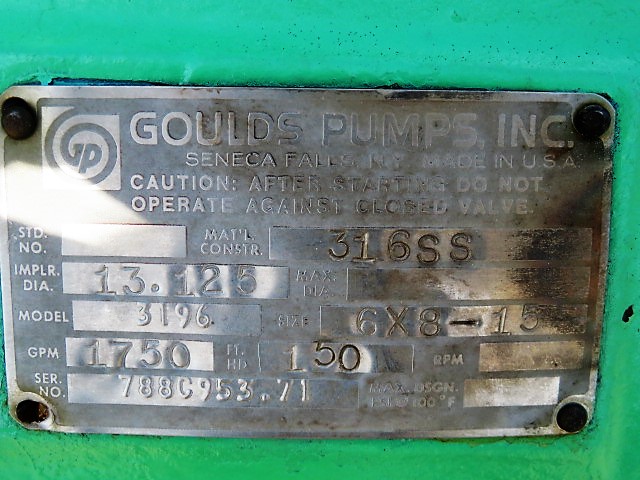 GP
GOULDS PUMPS, INC.
SENECA FALLS, N.Y. MADE IN U.S.A.
CAUTION: AFTER STARTING DO NOT
OPERATE AGAINST CLOSED VALVE.
STD. NO. MAT'L. CONSTR. 316SS
IMPLR. DIA. 13.125 MAX. DIA.
MODEL 3196 SIZE 6X8-15
GPM 1750 FT. HD 150 RPM
SER. NO. 788C953.71 MAX. DSGN. PSI @ 100°F